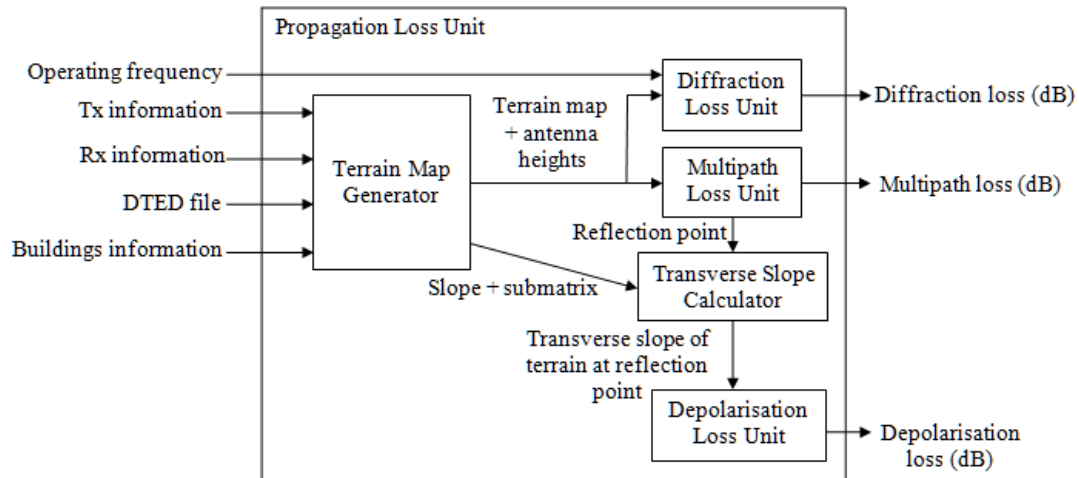 Propagation Loss Unit
Operating frequency
Tx information
Rx information
DTED file
Buildings information
Terrain Map
Generator
Terrain map
+ antenna
heights
Diffraction
Loss Unit
Diffraction loss (dB)
Multipath
Loss Unit
Multipath loss (dB)
Reflection point
Slope + submatrix
Transverse Slope
Calculator
Transverse slope of
terrain at reflection
point
Depolarisation
Loss Unit
Depolarisation
loss (dB)